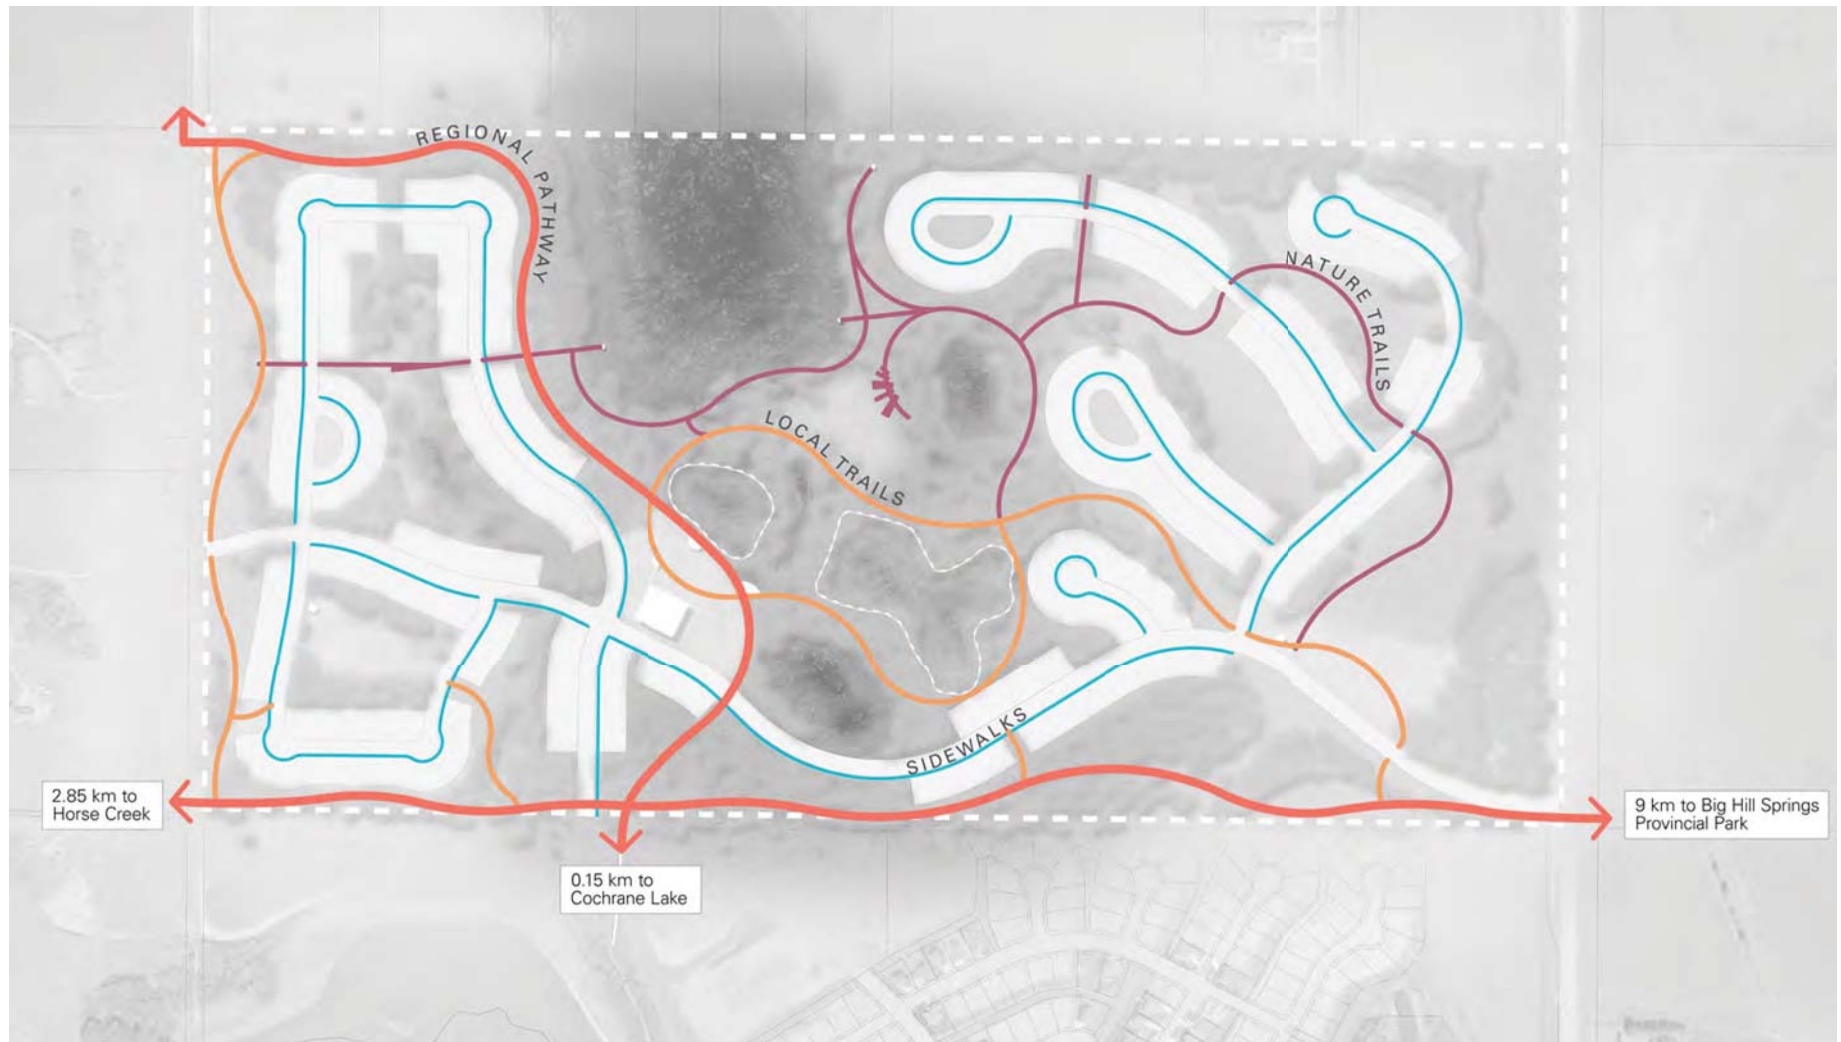 REGIONAL PATHWAY
NATURE TRAILS
LOCAL TRAILS
SIDEWALKS
2.85 km to
Horse Creek
9 km to Big Hill Springs
Provincial Park
0.15 km to
Cochrane Lake